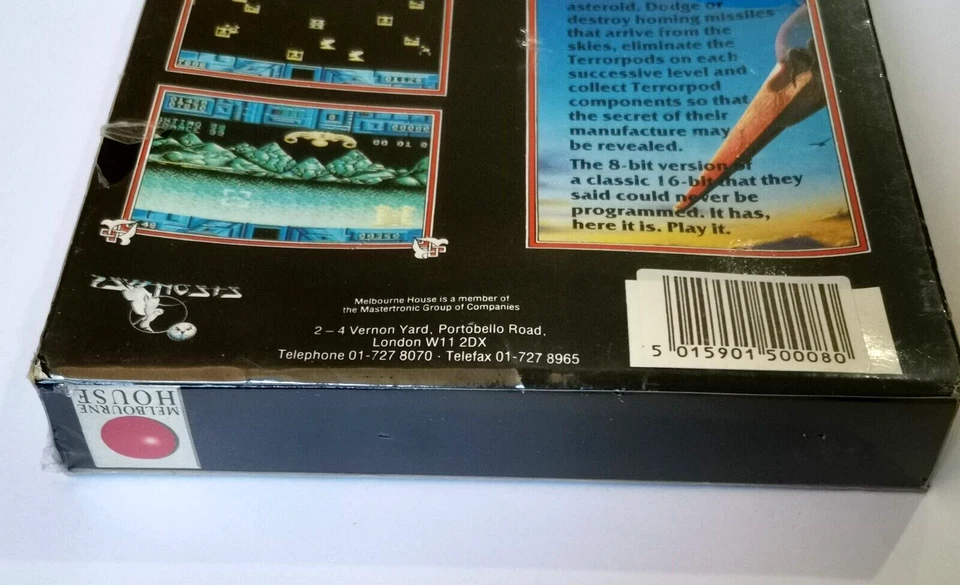 asteroid. Dodge or
destroy homing missiles
that arrive from the
skies, eliminate the
Terrorpods on each
successive level and
collect Terrorpod
components so that
the secret of their
manufacture may
be revealed.
The 8-bit version of
a classic 16-bit that they
said could never be
programmed. It has,
here it is. Play it.
Melbourne House is a member of
the Mastertronic Group of Companies
2 – 4 Vernon Yard, Portobello Road,
London W11 2DX
Telephone 01-727 8070 · Telefax 01-727 8965
5 015901 500080
MELBOURNE
HOUSE